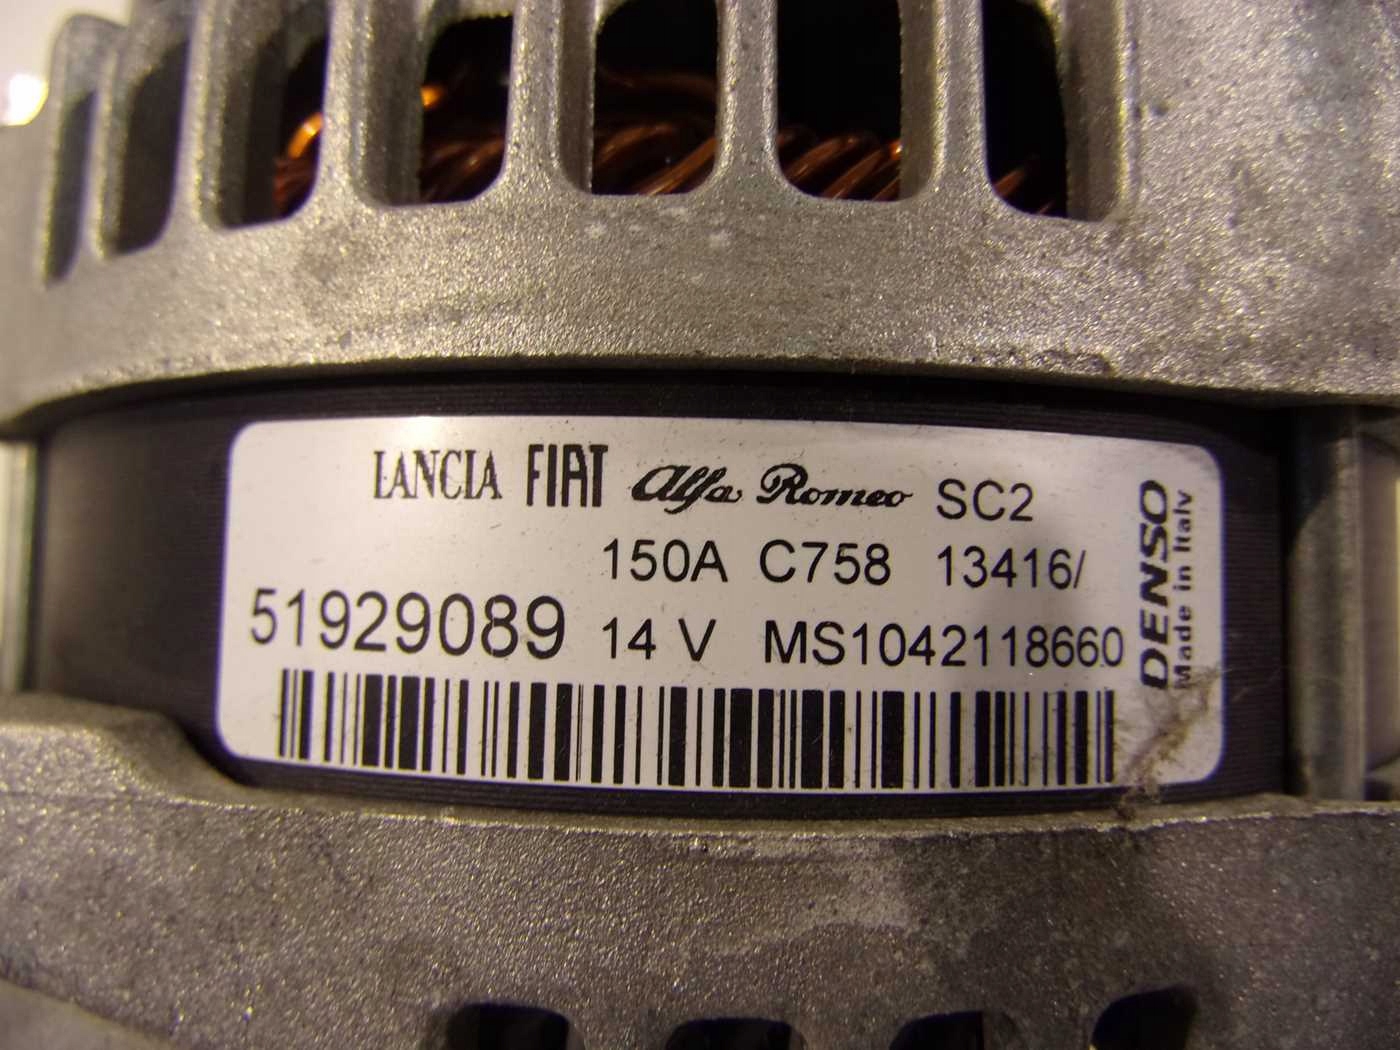 LANCIA FIAT Alfa Romeo SC2
150A C758 13416/
51929089 14 V MS1042118660
DENSO
Made in Italy